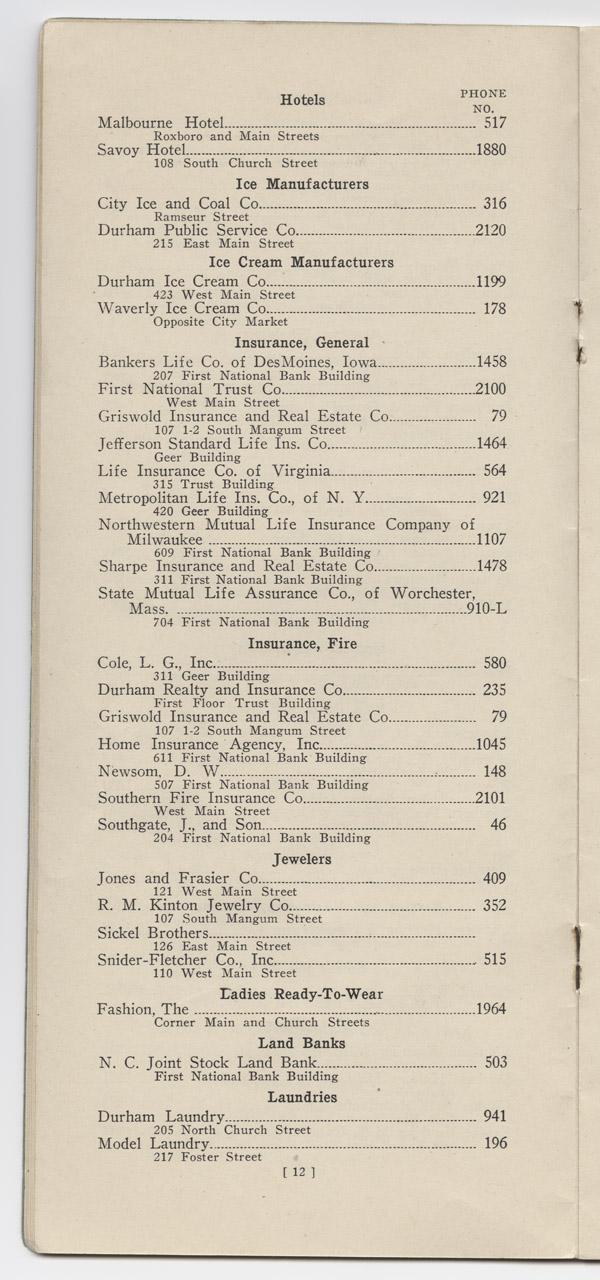 Hotels
PHONE
NO.
Malbourne Hotel 517
Roxboro and Main Streets
Savoy Hotel 1880
108 South Church Street
Ice Manufacturers
City Ice and Coal Co. 316
Ramseur Street
Durham Public Service Co. 2120
215 East Main Street
Ice Cream Manufacturers
Durham Ice Cream Co. 1199
423 West Main Street
Waverly Ice Cream Co. 178
Opposite City Market
Insurance, General
Bankers Life Co. of DesMoines, Iowa 1458
207 First National Bank Building
First National Trust Co. 2100
West Main Street
Griswold Insurance and Real Estate Co. 79
107 1-2 South Mangum Street
Jefferson Standard Life Ins. Co. 1464
Geer Building
Life Insurance Co. of Virginia 564
315 Trust Building
Metropolitan Life Ins. Co., of N. Y. 921
420 Geer Building
Northwestern Mutual Life Insurance Company of
Milwaukee 1107
609 First National Bank Building
Sharpe Insurance and Real Estate Co. 1478
311 First National Bank Building
State Mutual Life Assurance Co., of Worchester,
Mass. 910-L
704 First National Bank Building
Insurance, Fire
Cole, L. G., Inc. 580
311 Geer Building
Durham Realty and Insurance Co. 235
First Floor Trust Building
Griswold Insurance and Real Estate Co. 79
107 1-2 South Mangum Street
Home Insurance Agency, Inc. 1045
611 First National Bank Building
Newsom, D. W. 148
507 First National Bank Building
Southern Fire Insurance Co. 2101
West Main Street
Southgate, J., and Son 46
204 First National Bank Building
Jewelers
Jones and Frasier Co. 409
121 West Main Street
R. M. Kinton Jewelry Co. 352
107 South Mangum Street
Sickel Brothers
126 East Main Street
Snider-Fletcher Co., Inc. 515
110 West Main Street
Ladies Ready-To-Wear
Fashion, The 1964
Corner Main and Church Streets
Land Banks
N. C. Joint Stock Land Bank 503
First National Bank Building
Laundries
Durham Laundry 941
205 North Church Street
Model Laundry 196
217 Foster Street
[ 12 ]